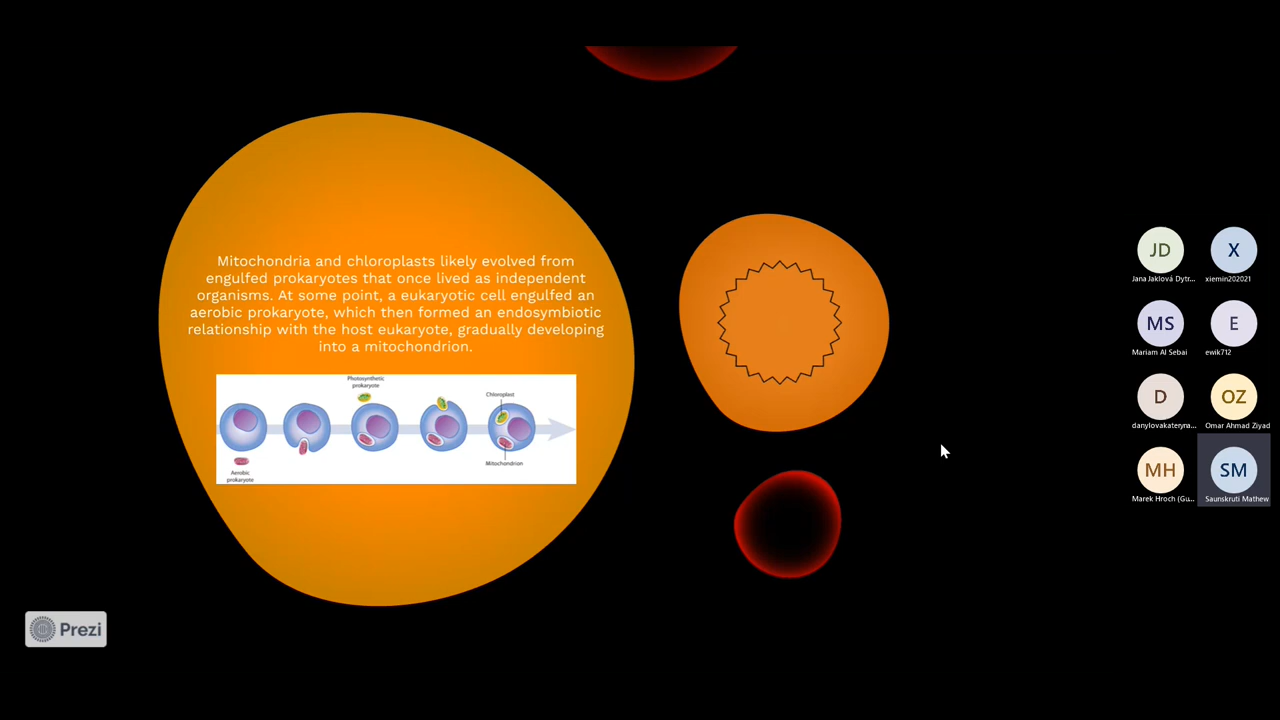 Mitochondria and chloroplasts likely evolved from
engulfed prokaryotes that once lived as independent
organisms. At some point, a eukaryotic cell engulfed an
aerobic prokaryote, which then formed an endosymbiotic
relationship with the host eukaryote, gradually developing
into a mitochondrion.
Photosynthetic
prokaryote
Chloroplast
Mitochondrion
Aerobic
prokaryote
Prezi
JD
X
Jana Jaklová Dytr...
xiemin202021
MS
E
Mariam Al Sebai
ewik712
D
OZ
danylovakateryna...
Omar Ahmad Ziyad
MH
SM
Marek Hroch (Gu...
Saunskruti Mathew